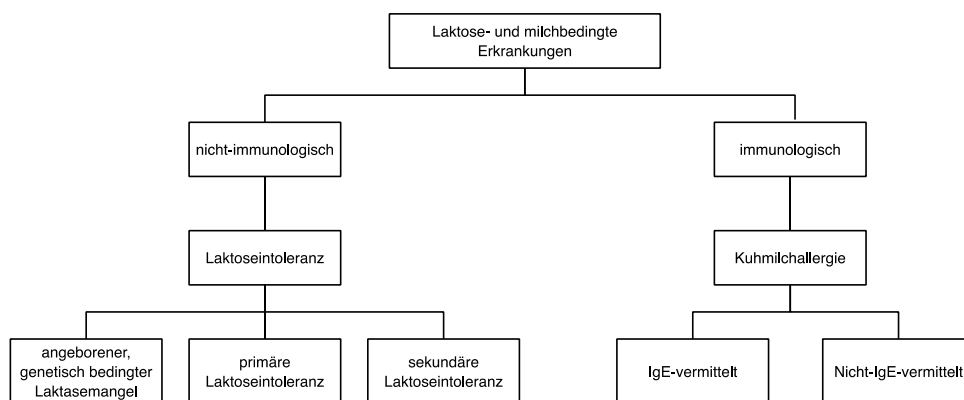 Laktose- und milchbedingte
Erkrankungen
nicht-immunologisch
immunologisch
Laktoseintoleranz
Kuhmilchallergie
angeborener,
genetisch bedingter
Laktasemangel
primäre
Laktoseintoleranz
sekundäre
Laktoseintoleranz
IgE-vermittelt
Nicht-IgE-vermittelt